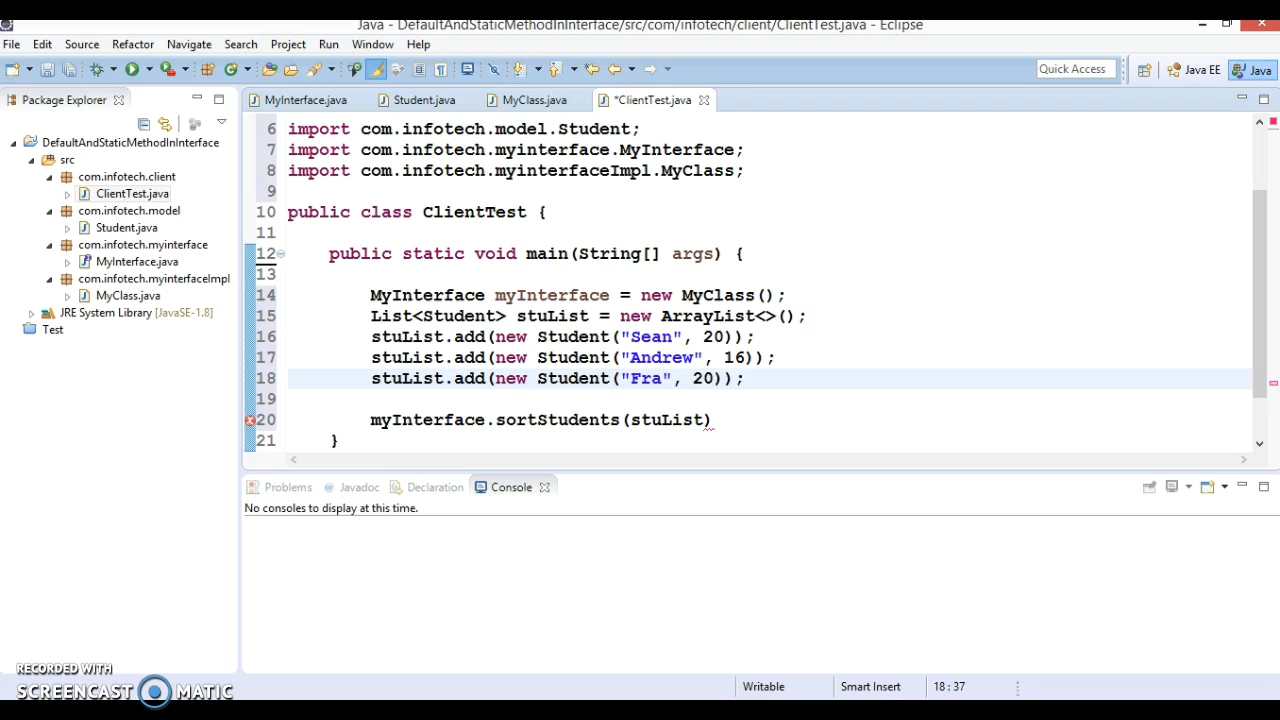 Java - DefaultAndStaticMethodInInterface/src/com/infotech/client/ClientTest.java - Eclipse
File Edit Source Refactor Navigate Search Project Run Window Help
Quick Access Java EE Java
Package Explorer MyInterface.java Student.java MyClass.java *ClientTest.java
DefaultAndStaticMethodInInterface
src
com.infotech.client
ClientTest.java
com.infotech.model
Student.java
com.infotech.myinterface
MyInterface.java
com.infotech.myinterfaceImpl
MyClass.java
JRE System Library [JavaSE-1.8]
Test
6 import com.infotech.model.Student;
7 import com.infotech.myinterface.MyInterface;
8 import com.infotech.myinterfaceImpl.MyClass;
9
10 public class ClientTest {
11
12 public static void main(String[] args) {
13
14 MyInterface myInterface = new MyClass();
15 List<Student> stuList = new ArrayList<>();
16 stuList.add(new Student("Sean", 20));
17 stuList.add(new Student("Andrew", 16));
18 stuList.add(new Student("Fra", 20));
19
20 myInterface.sortStudents(stuList)
21 }
Problems Javadoc Declaration Console
No consoles to display at this time.
RECORDED WITH
SCREENCAST MATIC
Writable Smart Insert 18 : 37